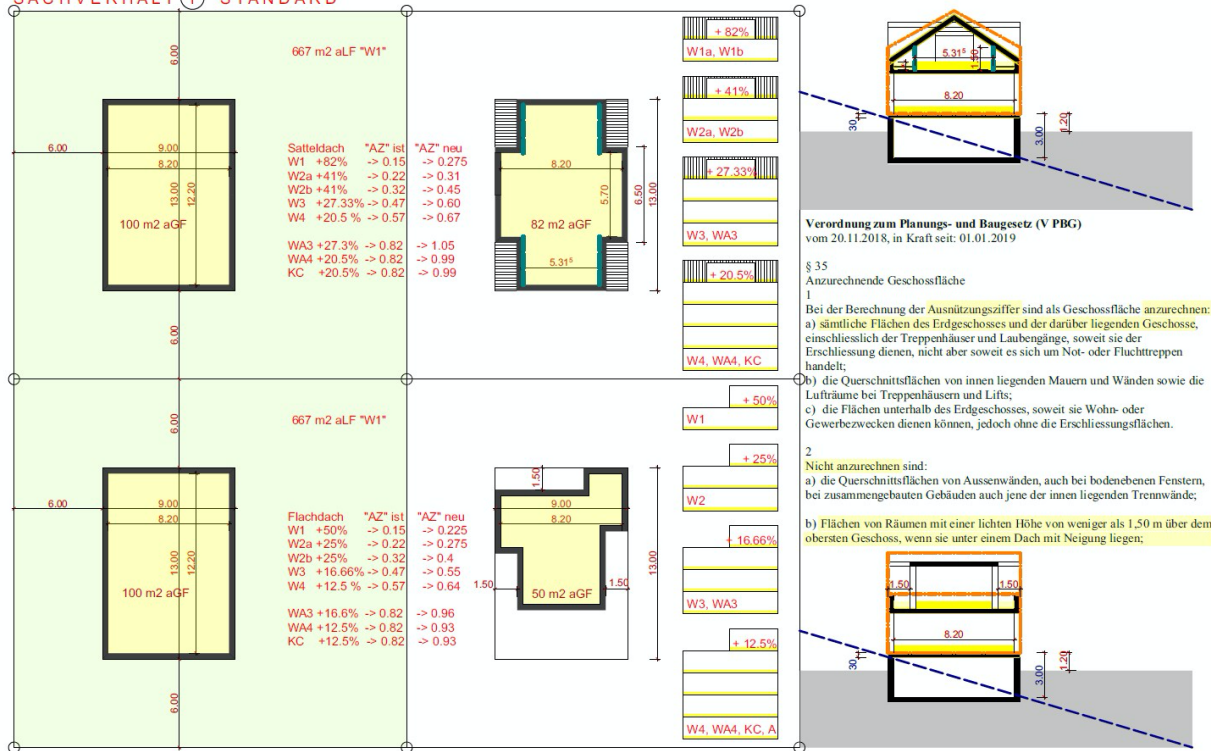 SACHVERHALT 1 STANDARD
6.00
667 m2 aLF "W1"
6.00
9.00
8.20
13.00
12.20
100 m2 aGF
6.00
Satteldach "AZ" ist "AZ" neu
W1 +82% -> 0.15 -> 0.275
W2a +41% -> 0.22 -> 0.31
W2b +41% -> 0.32 -> 0.45
W3 +27.33% -> 0.47 -> 0.60
W4 +20.5 % -> 0.57 -> 0.67
WA3 +27.3% -> 0.82 -> 1.05
WA4 +20.5% -> 0.82 -> 0.99
KC +20.5% -> 0.82 -> 0.99
8.20
5.70
6.50
13.00
82 m2 aGF
5.31⁵
+ 82%
W1a, W1b
+ 41%
W2a, W2b
+ 27.33%
W3, WA3
+ 20.5%
W4, WA4, KC
5.31⁵
1.50
8.20
30
3.00
1.20
Verordnung zum Planungs- und Baugesetz (V PBG)
vom 20.11.2018, in Kraft seit: 01.01.2019
§ 35
Anzurechnende Geschossfläche
1
Bei der Berechnung der Ausnützungsziffer sind als Geschossfläche anzurechnen:
a) sämtliche Flächen des Erdgeschosses und der darüber liegenden Geschosse,
einschliesslich der Treppenhäuser und Laubengänge, soweit sie der
Erschliessung dienen, nicht aber soweit es sich um Not- oder Fluchttreppen
handelt;
b) die Querschnittsflächen von innen liegenden Mauern und Wänden sowie die
Lufträume bei Treppenhäusern und Lifts;
c) die Flächen unterhalb des Erdgeschosses, soweit sie Wohn- oder
Gewerbezwecken dienen können, jedoch ohne die Erschliessungsflächen.
2
Nicht anzurechnen sind:
a) die Querschnittsflächen von Aussenwänden, auch bei bodenebenen Fenstern,
bei zusammengebauten Gebäuden auch jene der innen liegenden Trennwände;
b) Flächen von Räumen mit einer lichten Höhe von weniger als 1,50 m über dem
obersten Geschoss, wenn sie unter einem Dach mit Neigung liegen;
6.00
667 m2 aLF "W1"
6.00
9.00
8.20
13.00
12.20
100 m2 aGF
6.00
Flachdach "AZ" ist "AZ" neu
W1 +50% -> 0.15 -> 0.225
W2a +25% -> 0.22 -> 0.275
W2b +25% -> 0.32 -> 0.4
W3 +16.66% -> 0.47 -> 0.55
W4 +12.5 % -> 0.57 -> 0.64
WA3 +16.6% -> 0.82 -> 0.96
WA4 +12.5% -> 0.82 -> 0.93
KC +12.5% -> 0.82 -> 0.93
1.50
9.00
8.20
13.00
1.50
50 m2 aGF
1.50
+ 50%
W1
+ 25%
W2
+ 16.66%
W3, WA3
+ 12.5%
W4, WA4, KC, A
1.50
1.50
8.20
30
3.00
1.20